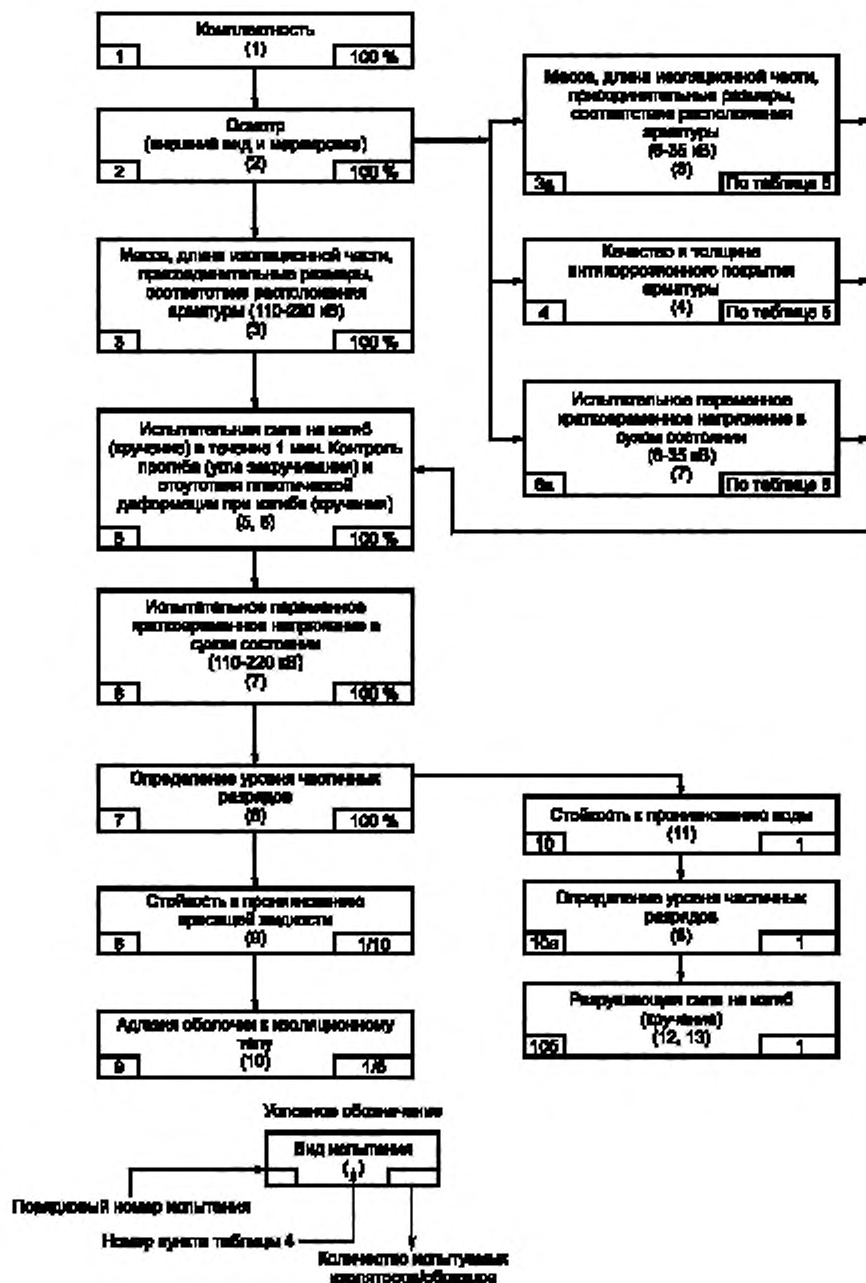 Комплектность
(1)
1
100 %
Осмотр
(внешний вид и маркировка)
(2)
2
100 %
Масса, длина изоляционной части,
присоединительные размеры,
соответствие расположения
арматуры (110-220 кВ)
(3)
3
100 %
Испытательная сила на изгиб
(кручение) в течение 1 мин. Контроль
прогиба (угла закручивания) и
отсутствия пластической
деформации при изгибе (кручении)
(5, 6)
5
100 %
Испытательное переменное
кратковременное напряжение в
сухом состоянии
(110-220 кВ)
(7)
6
100 %
Определение уровня частичных
разрядов
(8)
7
100 %
Стойкость к проникновению
красящей жидкости
(9)
8
1/10
Адгезия оболочки к изоляционному
телу
(10)
9
Масса, длина изоляционной части,
присоединительные размеры,
соответствие расположения
арматуры
(6-35 кВ)
(3)
3а
По таблице
Качество и толщина
антикоррозионного покрытия
арматуры
(4)
4
По таблице
Испытательное переменное
кратковременное напряжение в
сухом состоянии
(6-35 кВ)
(7)
6а
По таблице
Стойкость к проникновению воды
(11)
10
1
Определение уровня частичных
разрядов
(8)
10а
1
Разрушающая сила на изгиб
(кручение)
(12, 13)
10б
1
Условное обозначение
Вид испытания
( )
Порядковый номер испытания
Номер пункта таблицы 4
Количество испытуемых
изоляторов/образцов